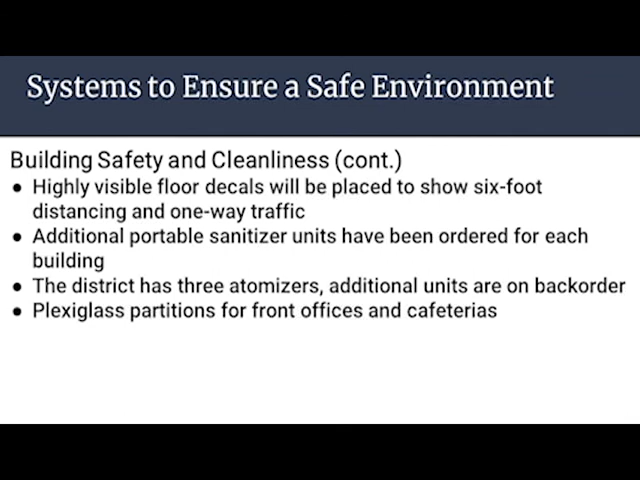 Systems to Ensure a Safe Environment
Building Safety and Cleanliness (cont.)
● Highly visible floor decals will be placed to show six-foot
distancing and one-way traffic
● Additional portable sanitizer units have been ordered for each
building
● The district has three atomizers, additional units are on backorder
● Plexiglass partitions for front offices and cafeterias